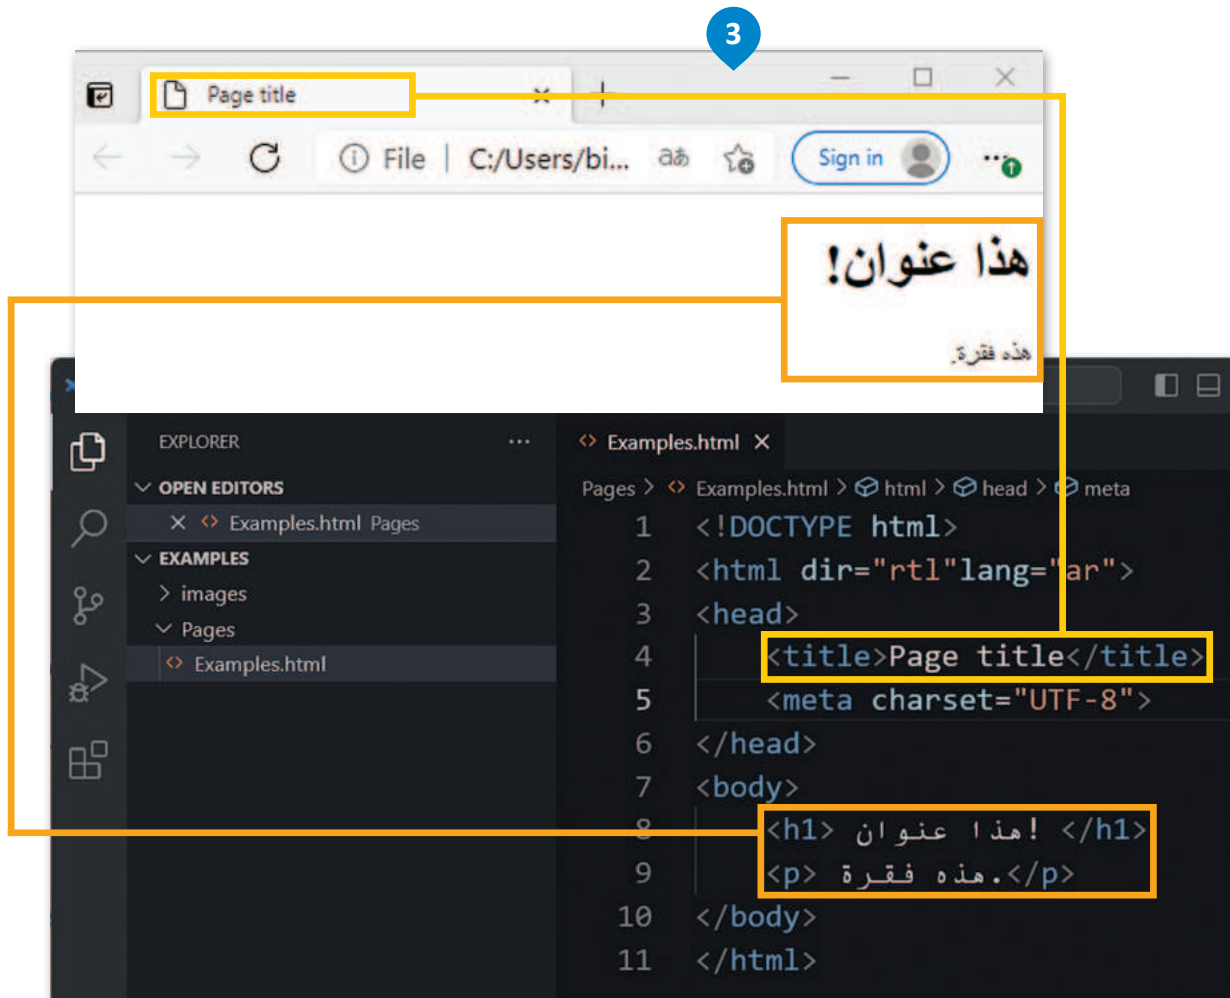 3
Page title
File | C:/Users/bi... aあ Sign in
هذا عنوان!
هذه فقرة.
EXPLORER ...
Examples.html
OPEN EDITORS
Pages > Examples.html > html > head > meta
Examples.html Pages
EXAMPLES
images
Pages
Examples.html
1 <!DOCTYPE html>
2 <html dir="rtl"lang="ar">
3 <head>
4 <title>Page title</title>
5 <meta charset="UTF-8">
6 </head>
7 <body>
8 <h1> هذا عنوان! </h1>
9 <p> هذه فقرة.</p>
10 </body>
11 </html>